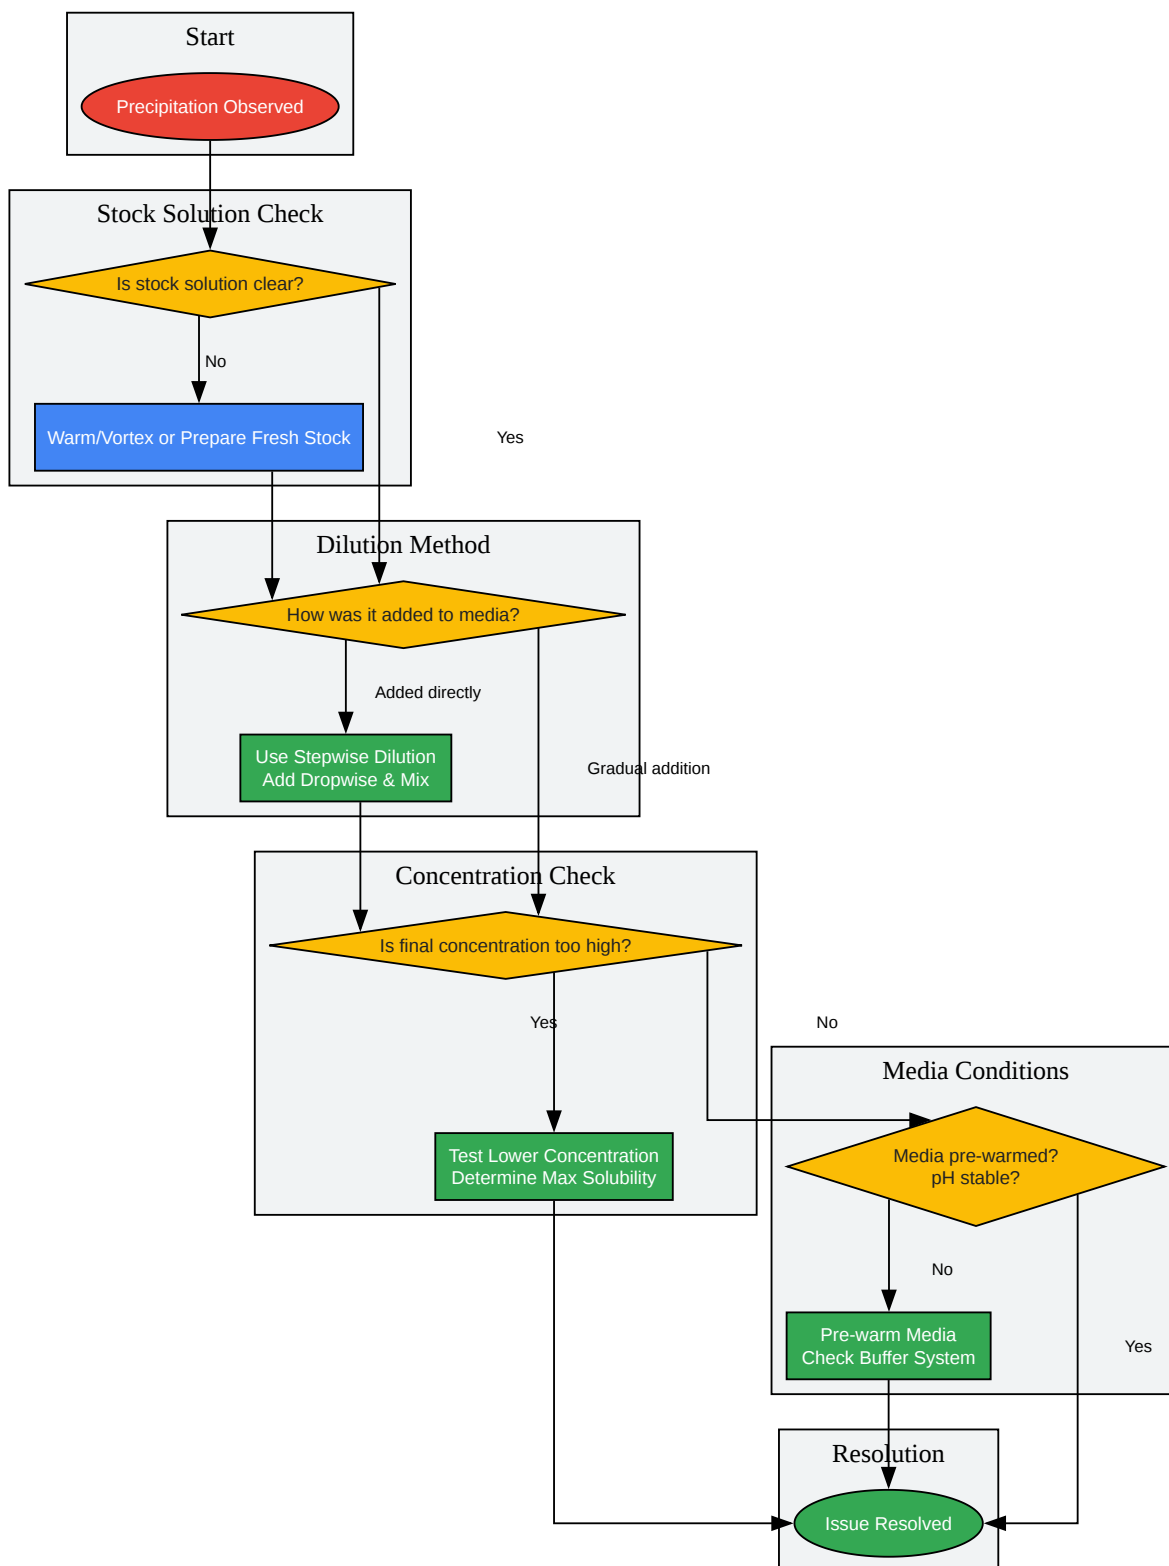 Start
Precipitation Observed
Stock Solution Check
Is stock solution clear?
No
Warm/Vortex or Prepare Fresh Stock
Yes
Dilution Method
How was it added to media?
Added directly
Use Stepwise Dilution
Add Dropwise & Mix
Gradual addition
Concentration Check
Is final concentration too high?
Yes
No
Media Conditions
Test Lower Concentration
Determine Max Solubility
Media pre-warmed?
pH stable?
No
Pre-warm Media
Check Buffer System
Yes
Resolution
Issue Resolved